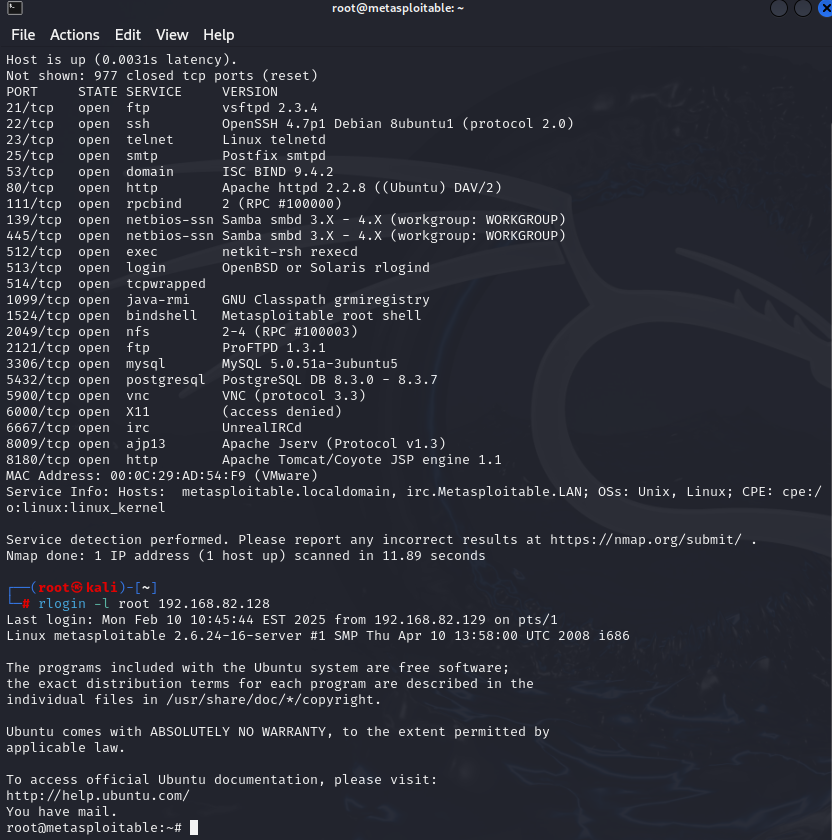 root@metasploitable: ~
File Actions Edit View Help
Host is up (0.0031s latency).
Not shown: 977 closed tcp ports (reset)
PORT     STATE SERVICE     VERSION
21/tcp   open  ftp         vsftpd 2.3.4
22/tcp   open  ssh         OpenSSH 4.7p1 Debian 8ubuntu1 (protocol 2.0)
23/tcp   open  telnet      Linux telnetd
25/tcp   open  smtp        Postfix smtpd
53/tcp   open  domain      ISC BIND 9.4.2
80/tcp   open  http        Apache httpd 2.2.8 ((Ubuntu) DAV/2)
111/tcp  open  rpcbind     2 (RPC #100000)
139/tcp  open  netbios-ssn Samba smbd 3.X - 4.X (workgroup: WORKGROUP)
445/tcp  open  netbios-ssn Samba smbd 3.X - 4.X (workgroup: WORKGROUP)
512/tcp  open  exec        netkit-rsh rexecd
513/tcp  open  login       OpenBSD or Solaris rlogind
514/tcp  open  tcpwrapped
1099/tcp open  java-rmi    GNU Classpath grmiregistry
1524/tcp open  bindshell   Metasploitable root shell
2049/tcp open  nfs         2-4 (RPC #100003)
2121/tcp open  ftp         ProFTPD 1.3.1
3306/tcp open  mysql       MySQL 5.0.51a-3ubuntu5
5432/tcp open  postgresql  PostgreSQL DB 8.3.0 - 8.3.7
5900/tcp open  vnc         VNC (protocol 3.3)
6000/tcp open  X11         (access denied)
6667/tcp open  irc         UnrealIRCd
8009/tcp open  ajp13       Apache Jserv (Protocol v1.3)
8180/tcp open  http        Apache Tomcat/Coyote JSP engine 1.1
MAC Address: 00:0C:29:AD:54:F9 (VMware)
Service Info: Hosts:  metasploitable.localdomain, irc.Metasploitable.LAN; OSs: Unix, Linux; CPE: cpe:/
o:linux:linux_kernel
Service detection performed. Please report any incorrect results at https://nmap.org/submit/ .
Nmap done: 1 IP address (1 host up) scanned in 11.89 seconds
┌──(root㉿kali)-[~]
└─# rlogin -l root 192.168.82.128
Last login: Mon Feb 10 10:45:44 EST 2025 from 192.168.82.129 on pts/1
Linux metasploitable 2.6.24-16-server #1 SMP Thu Apr 10 13:58:00 UTC 2008 i686
The programs included with the Ubuntu system are free software;
the exact distribution terms for each program are described in the
individual files in /usr/share/doc/*/copyright.
Ubuntu comes with ABSOLUTELY NO WARRANTY, to the extent permitted by
applicable law.
To access official Ubuntu documentation, please visit:
http://help.ubuntu.com/
You have mail.
root@metasploitable:~#